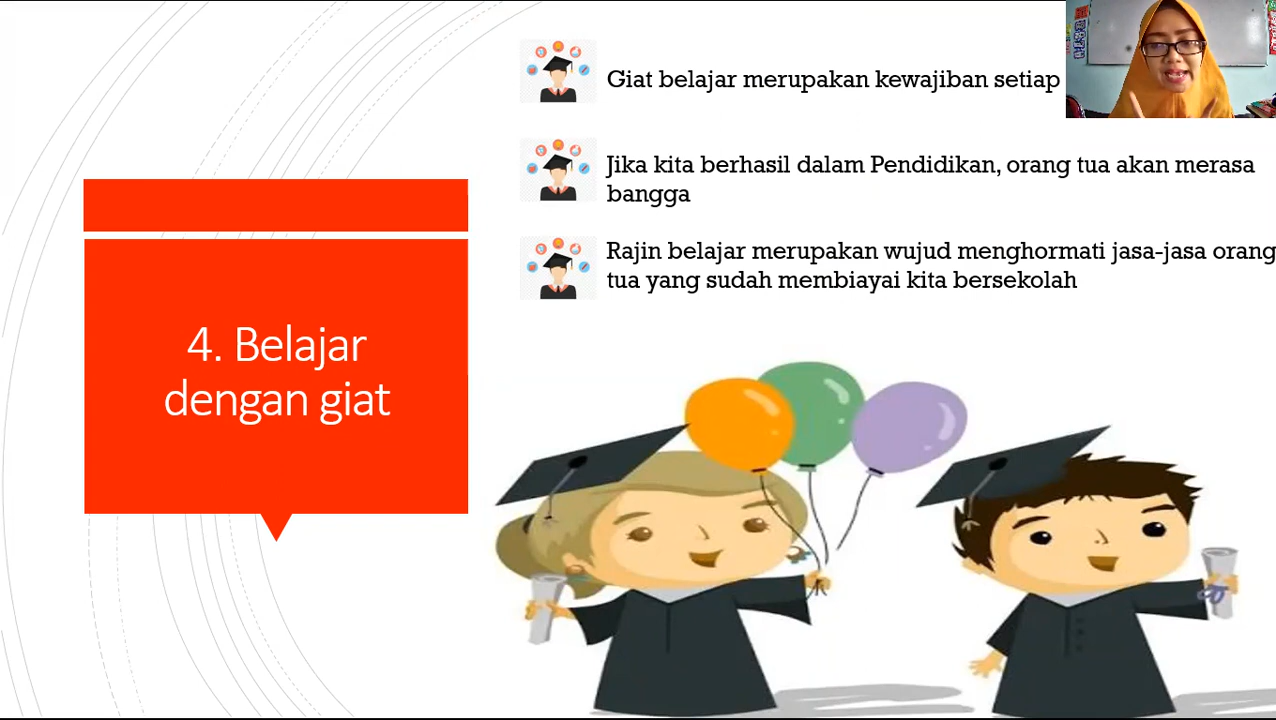 4. Belajar
dengan giat
Giat belajar merupakan kewajiban setiap
Jika kita berhasil dalam Pendidikan, orang tua akan merasa
bangga
Rajin belajar merupakan wujud menghormati jasa-jasa orang
tua yang sudah membiayai kita bersekolah